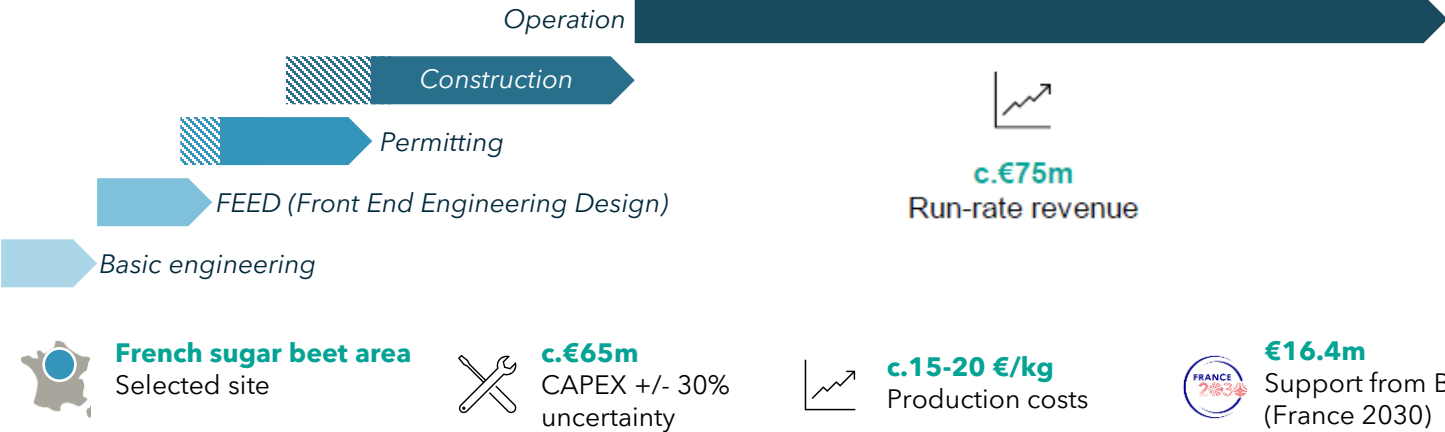 Operation
Construction
Permitting
c.€75m
Run-rate revenue
FEED (Front End Engineering Design)
Basic engineering
French sugar beet area
Selected site
c.€65m
CAPEX +/- 30%
uncertainty
c.15-20 €/kg
Production costs
FRANCE
2030
€16.4m
Support from
(France 2030)